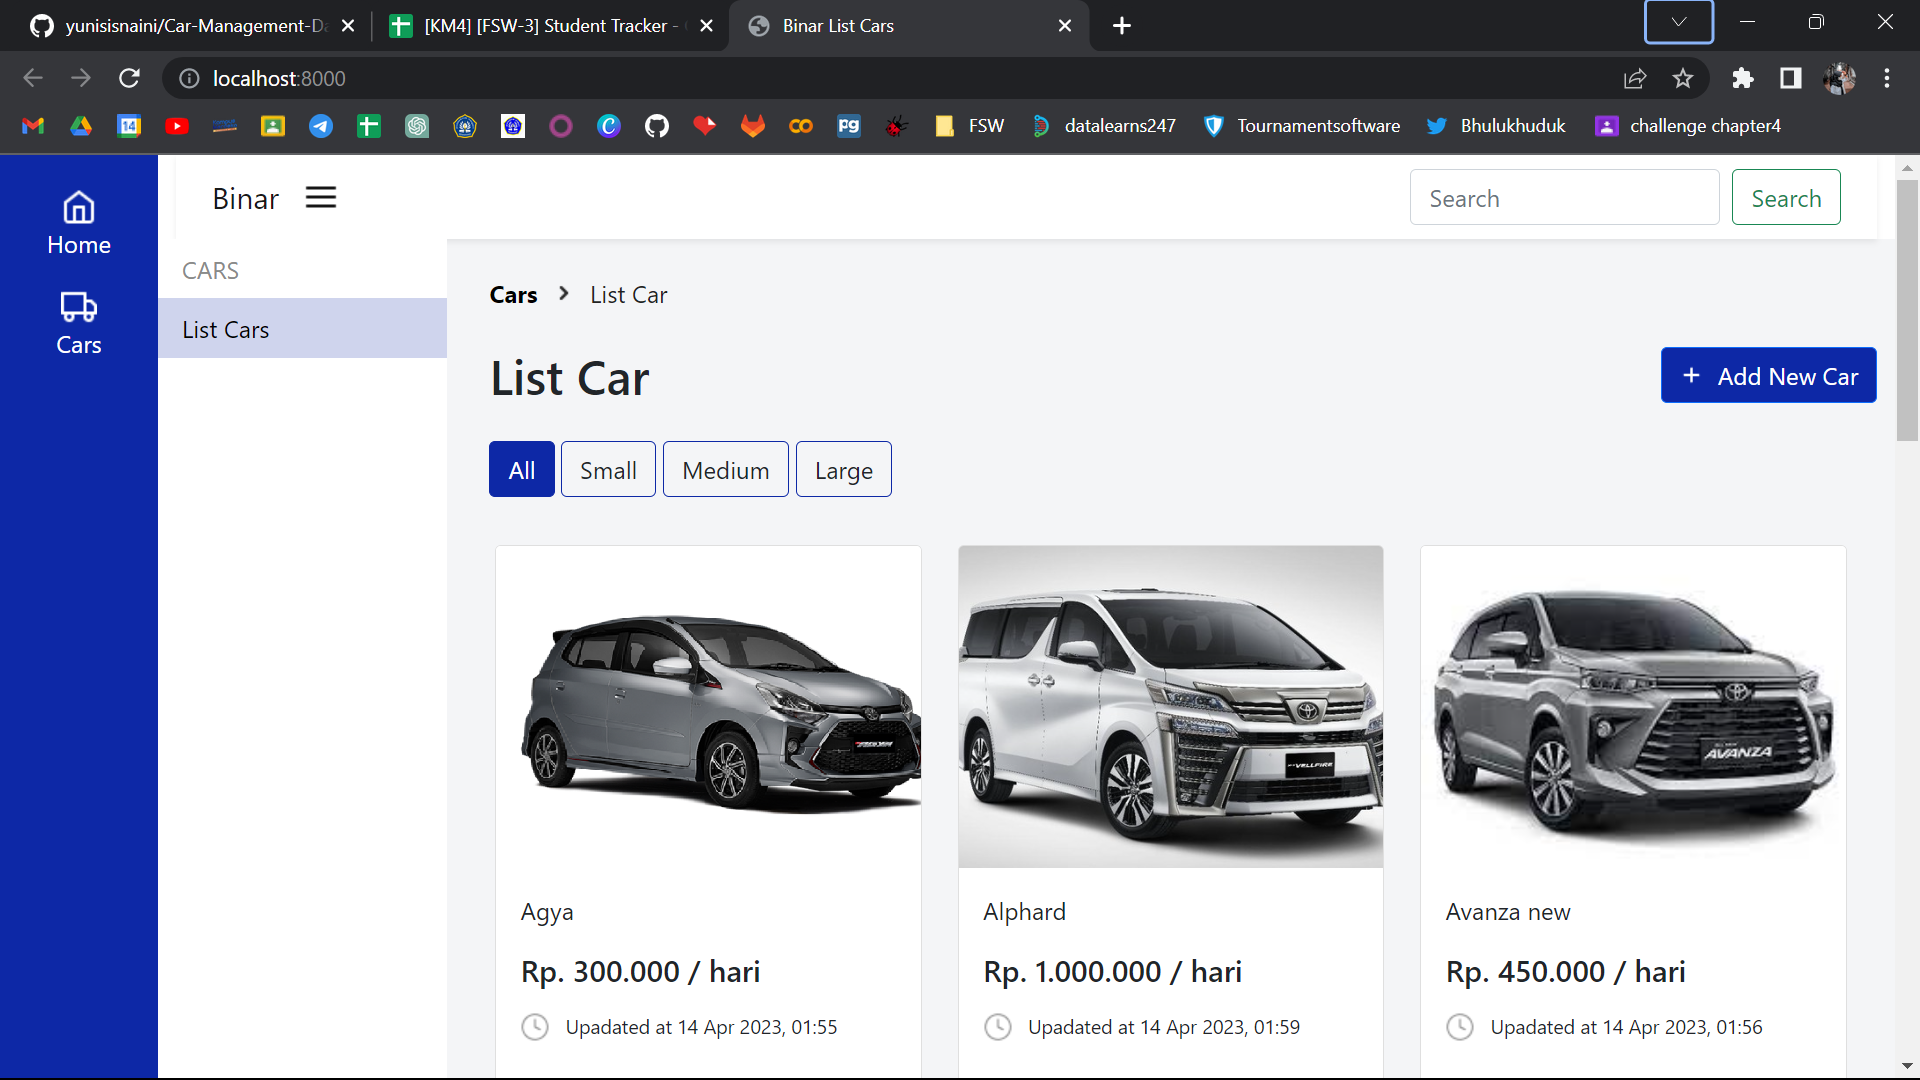 yunisisnaini/Car-Management-Da
[KM4] [FSW-3] Student Tracker -
Binar List Cars
localhost:8000
14
FSW
datalearns247
Tournamentsoftware
Bhulukhuduk
challenge chapter4
Binar
Search
Search
Home
Cars
CARS
List Cars
Cars
List Car
List Car
+ Add New Car
All
Small
Medium
Large
VELLFIRE
AVANZA
Agya
Alphard
Avanza new
Rp. 300.000 / hari
Rp. 1.000.000 / hari
Rp. 450.000 / hari
Upadated at 14 Apr 2023, 01:55
Upadated at 14 Apr 2023, 01:59
Upadated at 14 Apr 2023, 01:56